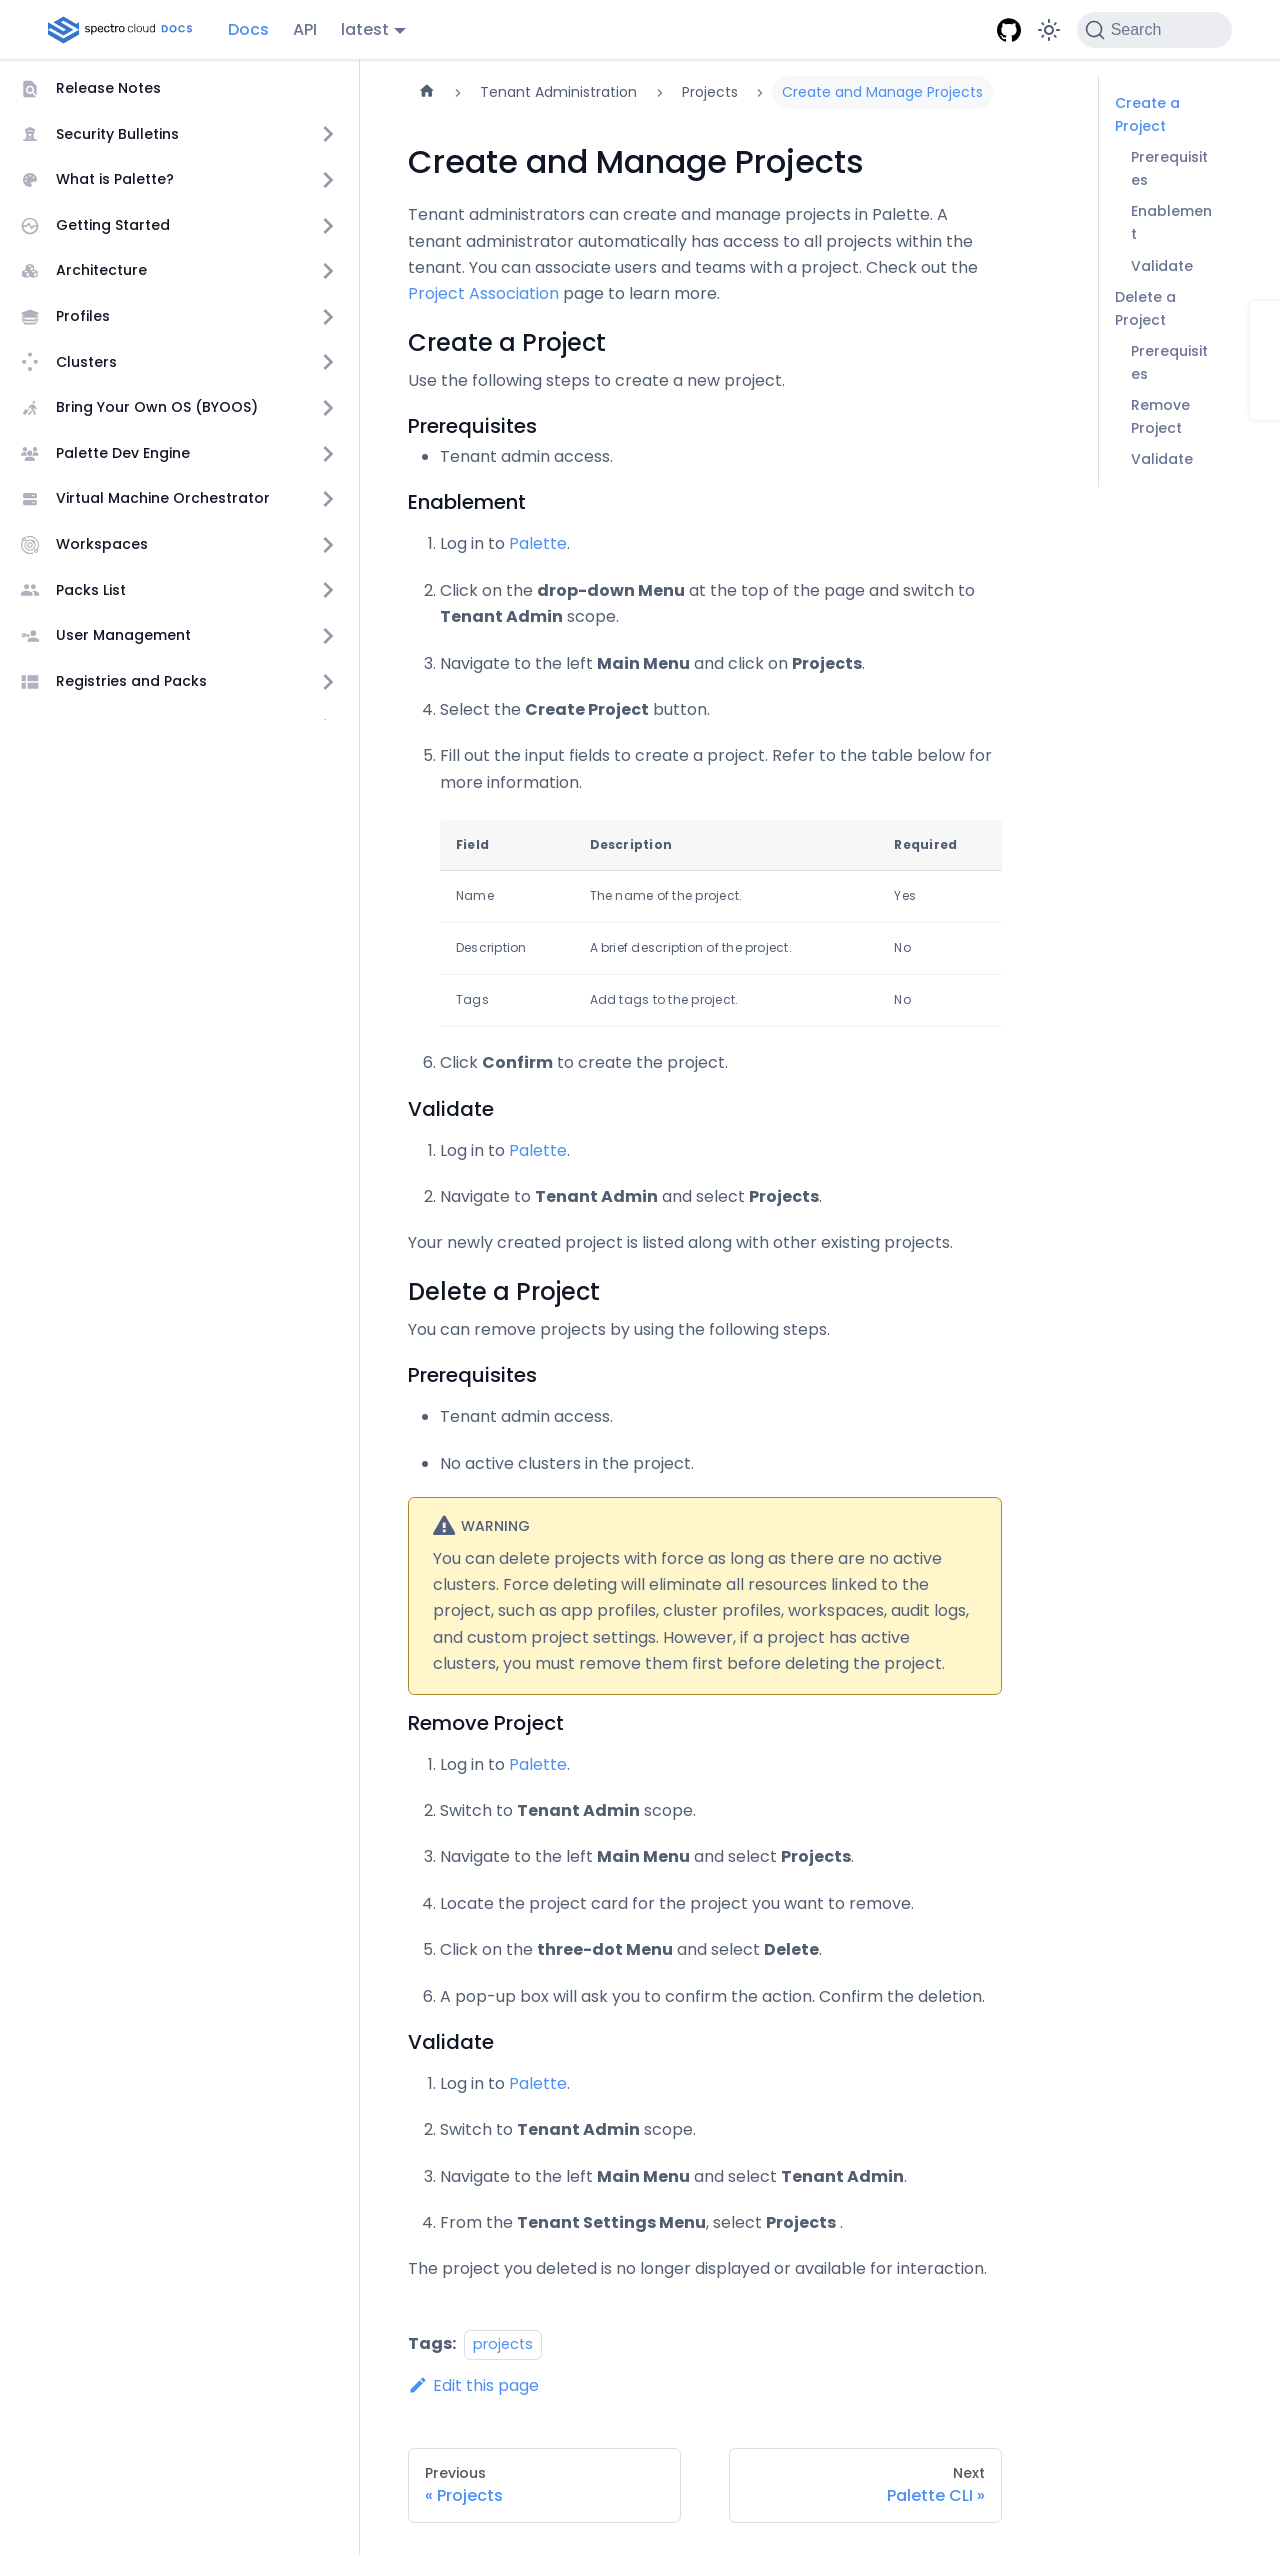 spectro cloud DOCS Docs API latest Search
Release Notes
Security Bulletins
What is Palette?
Getting Started
Architecture
Profiles
Clusters
Bring Your Own OS (BYOOS)
Palette Dev Engine
Virtual Machine Orchestrator
Workspaces
Packs List
User Management
Registries and Packs
Tenant Administration Projects Create and Manage Projects
Create and Manage Projects
Tenant administrators can create and manage projects in Palette. A
tenant administrator automatically has access to all projects within the
tenant. You can associate users and teams with a project. Check out the
Project Association page to learn more.
Create a Project
Use the following steps to create a new project.
Prerequisites
• Tenant admin access.
Enablement
1. Log in to Palette.
2. Click on the drop-down Menu at the top of the page and switch to
Tenant Admin scope.
3. Navigate to the left Main Menu and click on Projects.
4. Select the Create Project button.
5. Fill out the input fields to create a project. Refer to the table below for
more information.
Field Description Required
Name The name of the project. Yes
Description A brief description of the project. No
Tags Add tags to the project. No
6. Click Confirm to create the project.
Validate
1. Log in to Palette.
2. Navigate to Tenant Admin and select Projects.
Your newly created project is listed along with other existing projects.
Delete a Project
You can remove projects by using the following steps.
Prerequisites
• Tenant admin access.
• No active clusters in the project.
WARNING
You can delete projects with force as long as there are no active
clusters. Force deleting will eliminate all resources linked to the
project, such as app profiles, cluster profiles, workspaces, audit logs,
and custom project settings. However, if a project has active
clusters, you must remove them first before deleting the project.
Remove Project
1. Log in to Palette.
2. Switch to Tenant Admin scope.
3. Navigate to the left Main Menu and select Projects.
4. Locate the project card for the project you want to remove.
5. Click on the three-dot Menu and select Delete.
6. A pop-up box will ask you to confirm the action. Confirm the deletion.
Validate
1. Log in to Palette.
2. Switch to Tenant Admin scope.
3. Navigate to the left Main Menu and select Tenant Admin.
4. From the Tenant Settings Menu, select Projects .
The project you deleted is no longer displayed or available for interaction.
Tags: projects
Edit this page
Previous
« Projects
Next
Palette CLI »
Create a
Project
Prerequisit
es
Enablemen
t
Validate
Delete a
Project
Prerequisit
es
Remove
Project
Validate